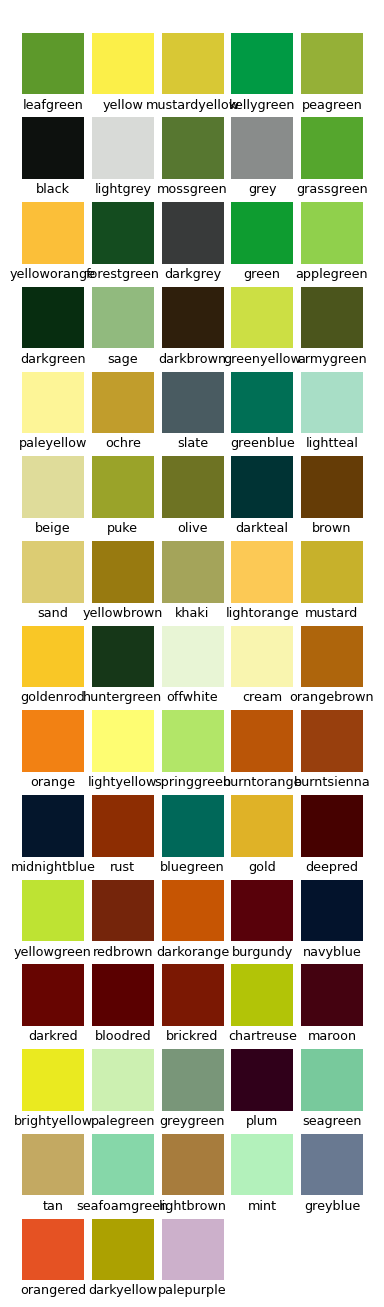 leafgreen yellow mustardyellow kellygreen peagreen
black lightgrey mossgreen grey grassgreen
yelloworange forestgreen darkgrey green applegreen
darkgreen sage darkbrown greenyellow armygreen
paleyellow ochre slate greenblue lightteal
beige puke olive darkteal brown
sand yellowbrown khaki lightorange mustard
goldenrod huntergreen offwhite cream orangebrown
orange lightyellow springgreen burntorange burntsienna
midnightblue rust bluegreen gold deepred
yellowgreen redbrown darkorange burgundy navyblue
darkred bloodred brickred chartreuse maroon
brightyellow palegreen greygreen plum seagreen
tan seafoamgreen lightbrown mint greyblue
orangered darkyellow palepurple